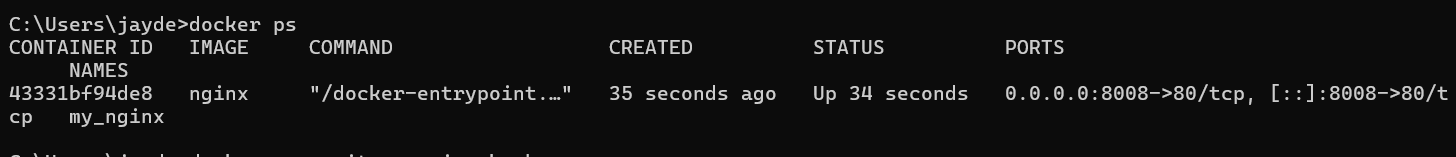 C:\Users\jayde>docker ps
CONTAINER ID   IMAGE     COMMAND                  CREATED          STATUS          PORTS
     NAMES
43331bf94de8   nginx     "/docker-entrypoint.…"   35 seconds ago   Up 34 seconds   0.0.0.0:8008->80/tcp, [::]:8008->80/t
cp   my_nginx